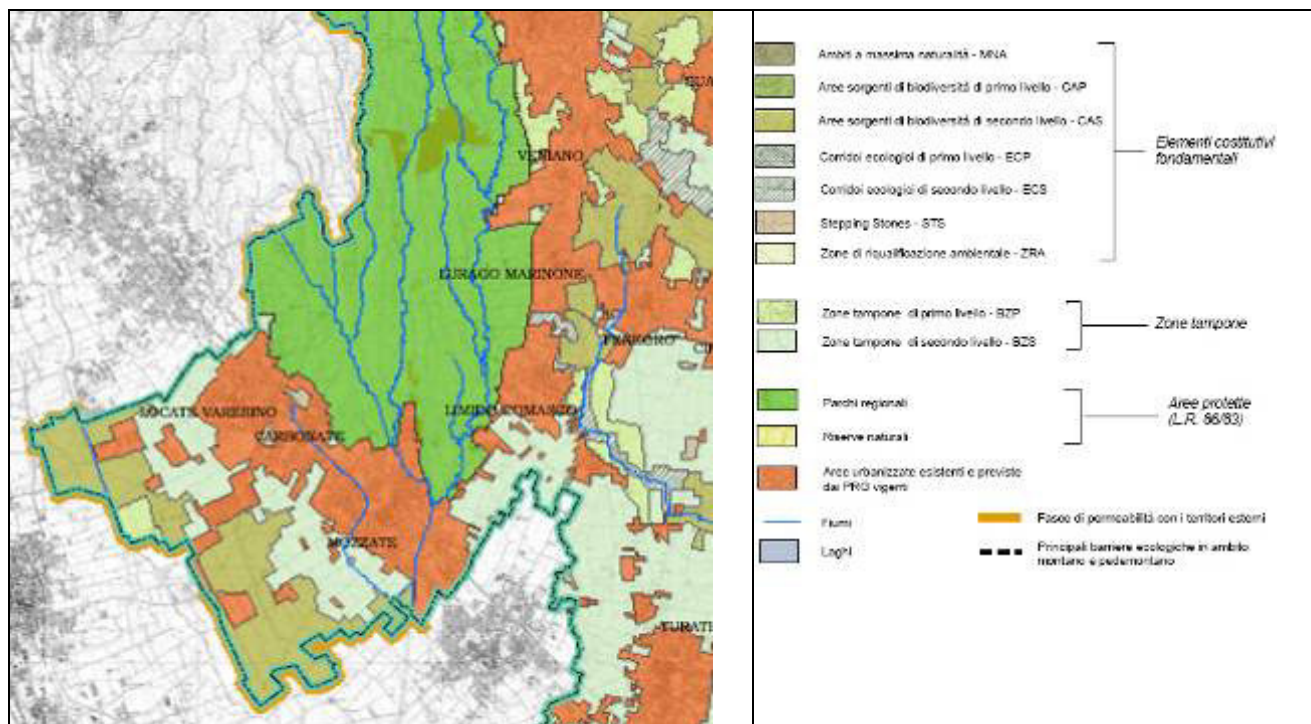 VENIANO
LURAGO MARINONE
LOCATE VARESINO
CARBONATE
LIMIDO COMASCO
MOZZATE
Ambiti a massima naturalità - MNA
Aree sorgenti di biodiversità di primo livello - CAP
Aree sorgenti di biodiversità di secondo livello - CAS
Corridoi ecologici di primo livello - ECP
Corridoi ecologici di secondo livello - ECS
Stepping Stones - STS
Zone di riqualificazione ambientale - ZRA
Elementi costitutivi
fondamentali
Zone tampone di primo livello - BZP
Zone tampone di secondo livello - BZS
Zone tampone
Parchi regionali
Riserve naturali
Aree protette
(L.R. 86/83)
Aree urbanizzate esistenti e previste
dai PRG vigenti
Fiumi
Laghi
Fasce di permeabilità con i territori esterni
Principali barriere ecologiche in ambito
montano e pedemontano